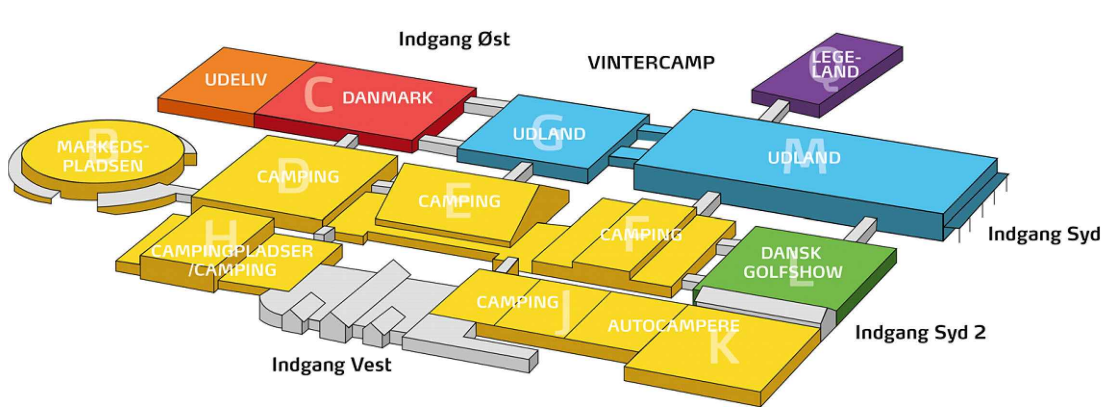 Indgang Øst
VINTERCAMP
Q
LEGE-
LAND
UDELIV
C
DANMARK
G
UDLAND
M
UDLAND
B
MARKEDS-
PLADSEN
D
CAMPING
E
CAMPING
F
CAMPING
Indgang Syd
H
CAMPINGPLADSER
/CAMPING
L
DANSK
GOLFSHOW
J
CAMPING
AUTOCAMPERE
K
Indgang Syd 2
Indgang Vest